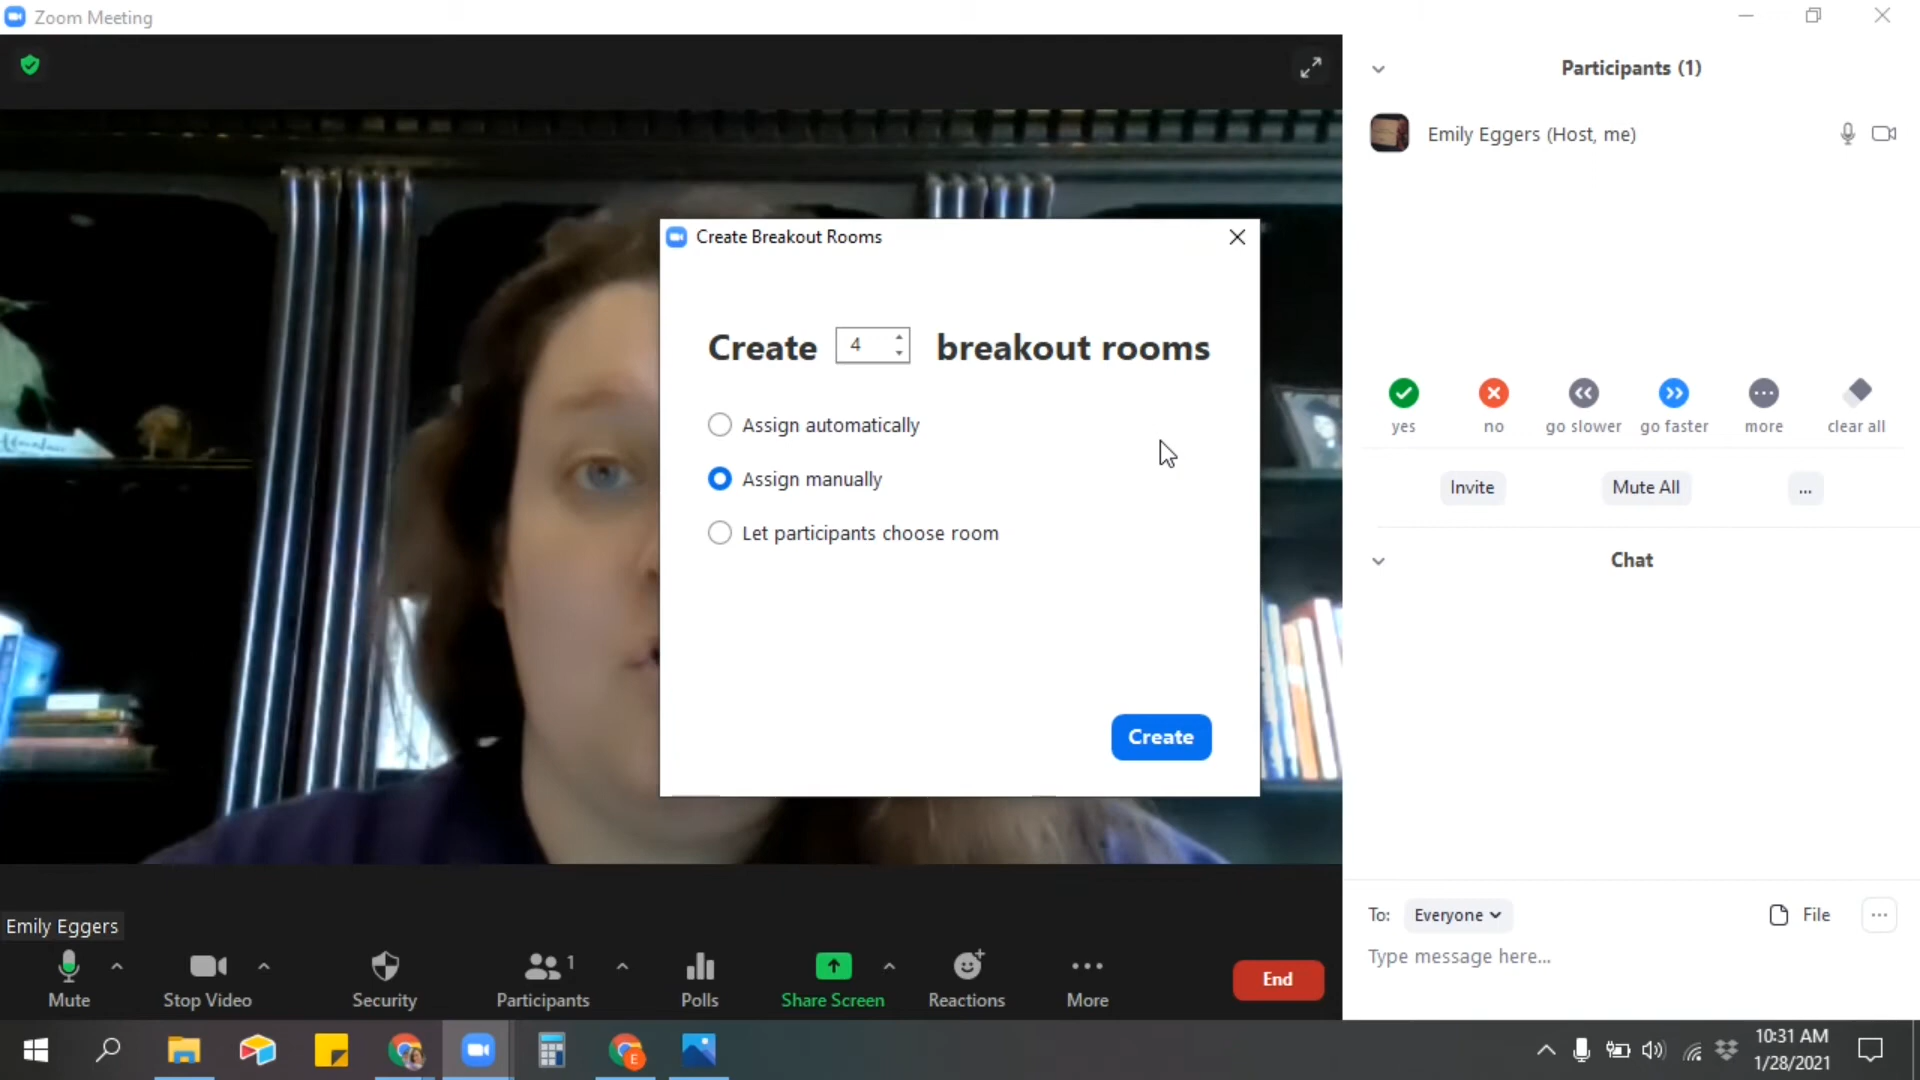 Zoom Meeting
Participants (1)
Emily Eggers (Host, me)
Create Breakout Rooms
Create 4 breakout rooms
Assign automatically
Assign manually
Let participants choose room
Create
yes
no
go slower
go faster
more
clear all
Invite
Mute All
...
Chat
To: Everyone
File
Type message here...
Emily Eggers
Mute
Stop Video
Security
1
Participants
Polls
Share Screen
Reactions
More
End
E
10:31 AM
1/28/2021